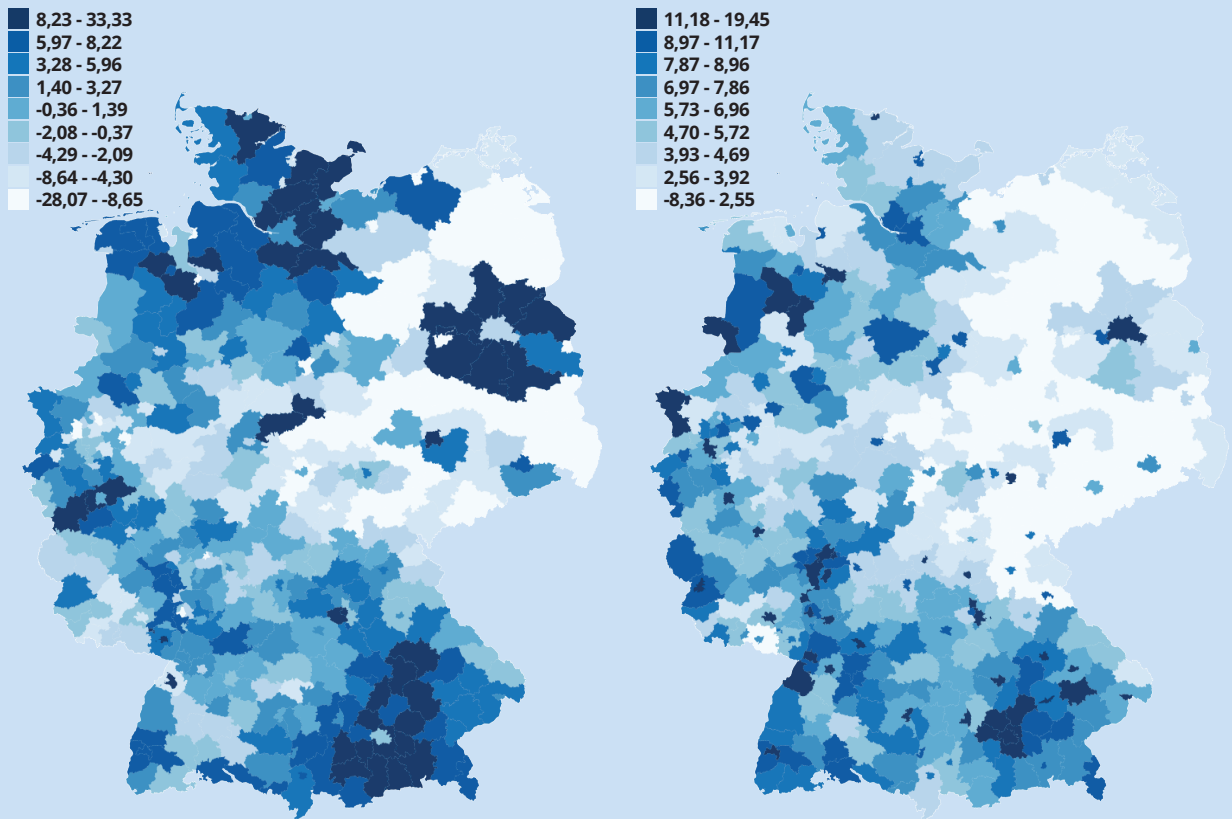 8,23 - 33,33
5,97 - 8,22
3,28 - 5,96
1,40 - 3,27
-0,36 - 1,39
-2,08 - -0,37
-4,29 - -2,09
-8,64 - -4,30
-28,07 - -8,65
11,18 - 19,45
8,97 - 11,17
7,87 - 8,96
6,97 - 7,86
5,73 - 6,96
4,70 - 5,72
3,93 - 4,69
2,56 - 3,92
-8,36 - 2,55